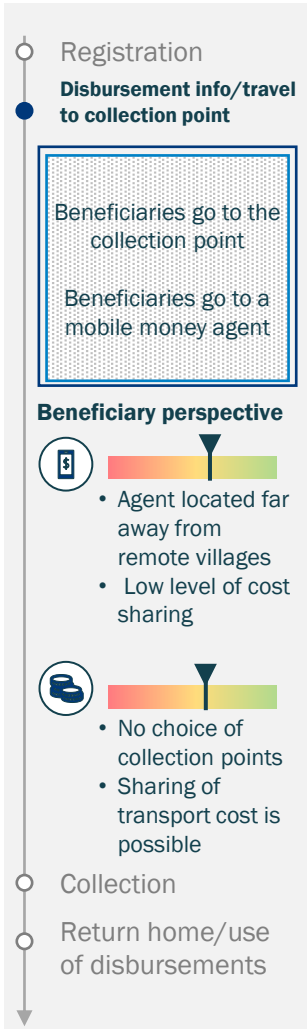 Registration
Disbursement info/travel
to collection point
Beneficiaries go to the
collection point
Beneficiaries go to a
mobile money agent
Beneficiary perspective
$
• Agent located far
away from
remote villages
• Low level of cost
sharing
• No choice of
collection points
• Sharing of
transport cost is
possible
Collection
Return home/use
of disbursements